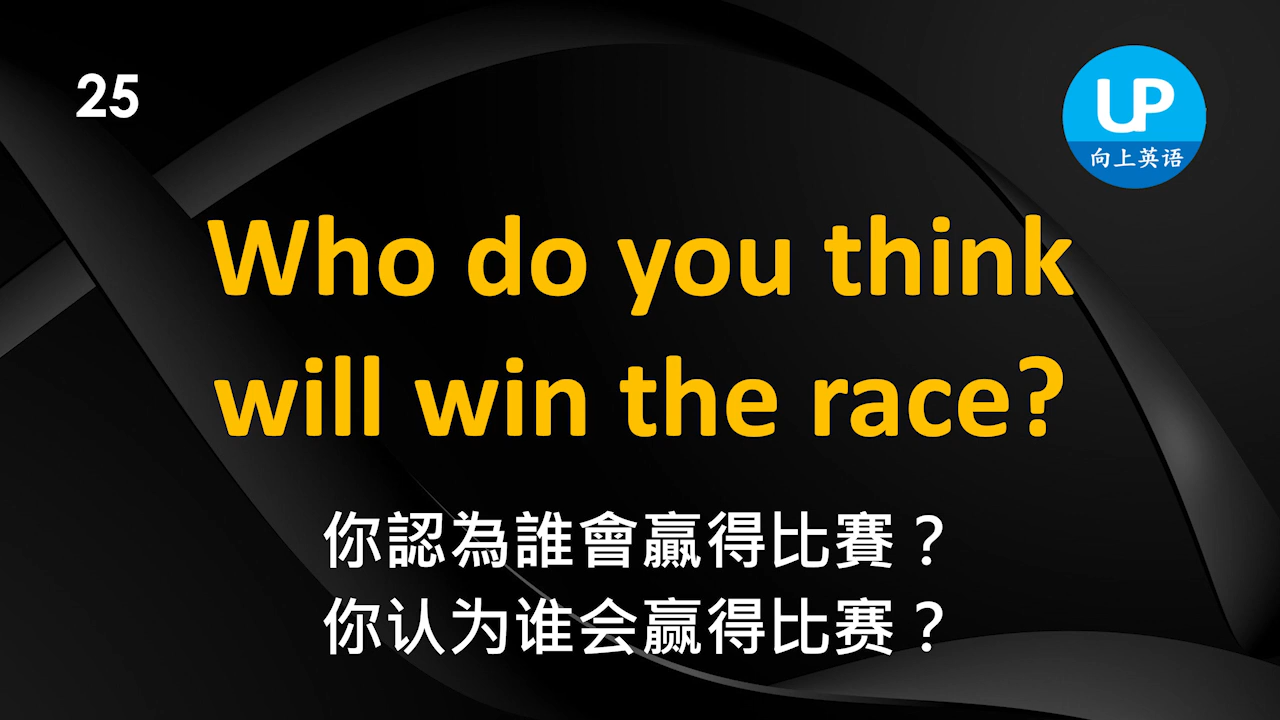 25
UP
向上英语
Who do you think
will win the race?
你認為誰會贏得比賽？
你认为谁会赢得比赛？